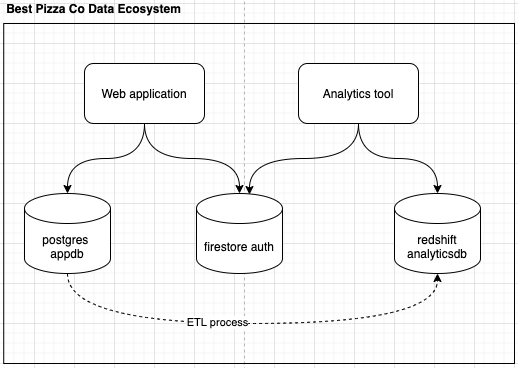 Best Pizza Co Data Ecosystem
Web application
Analytics tool
postgres
appdb
firestore auth
redshift
analyticsdb
ETL process